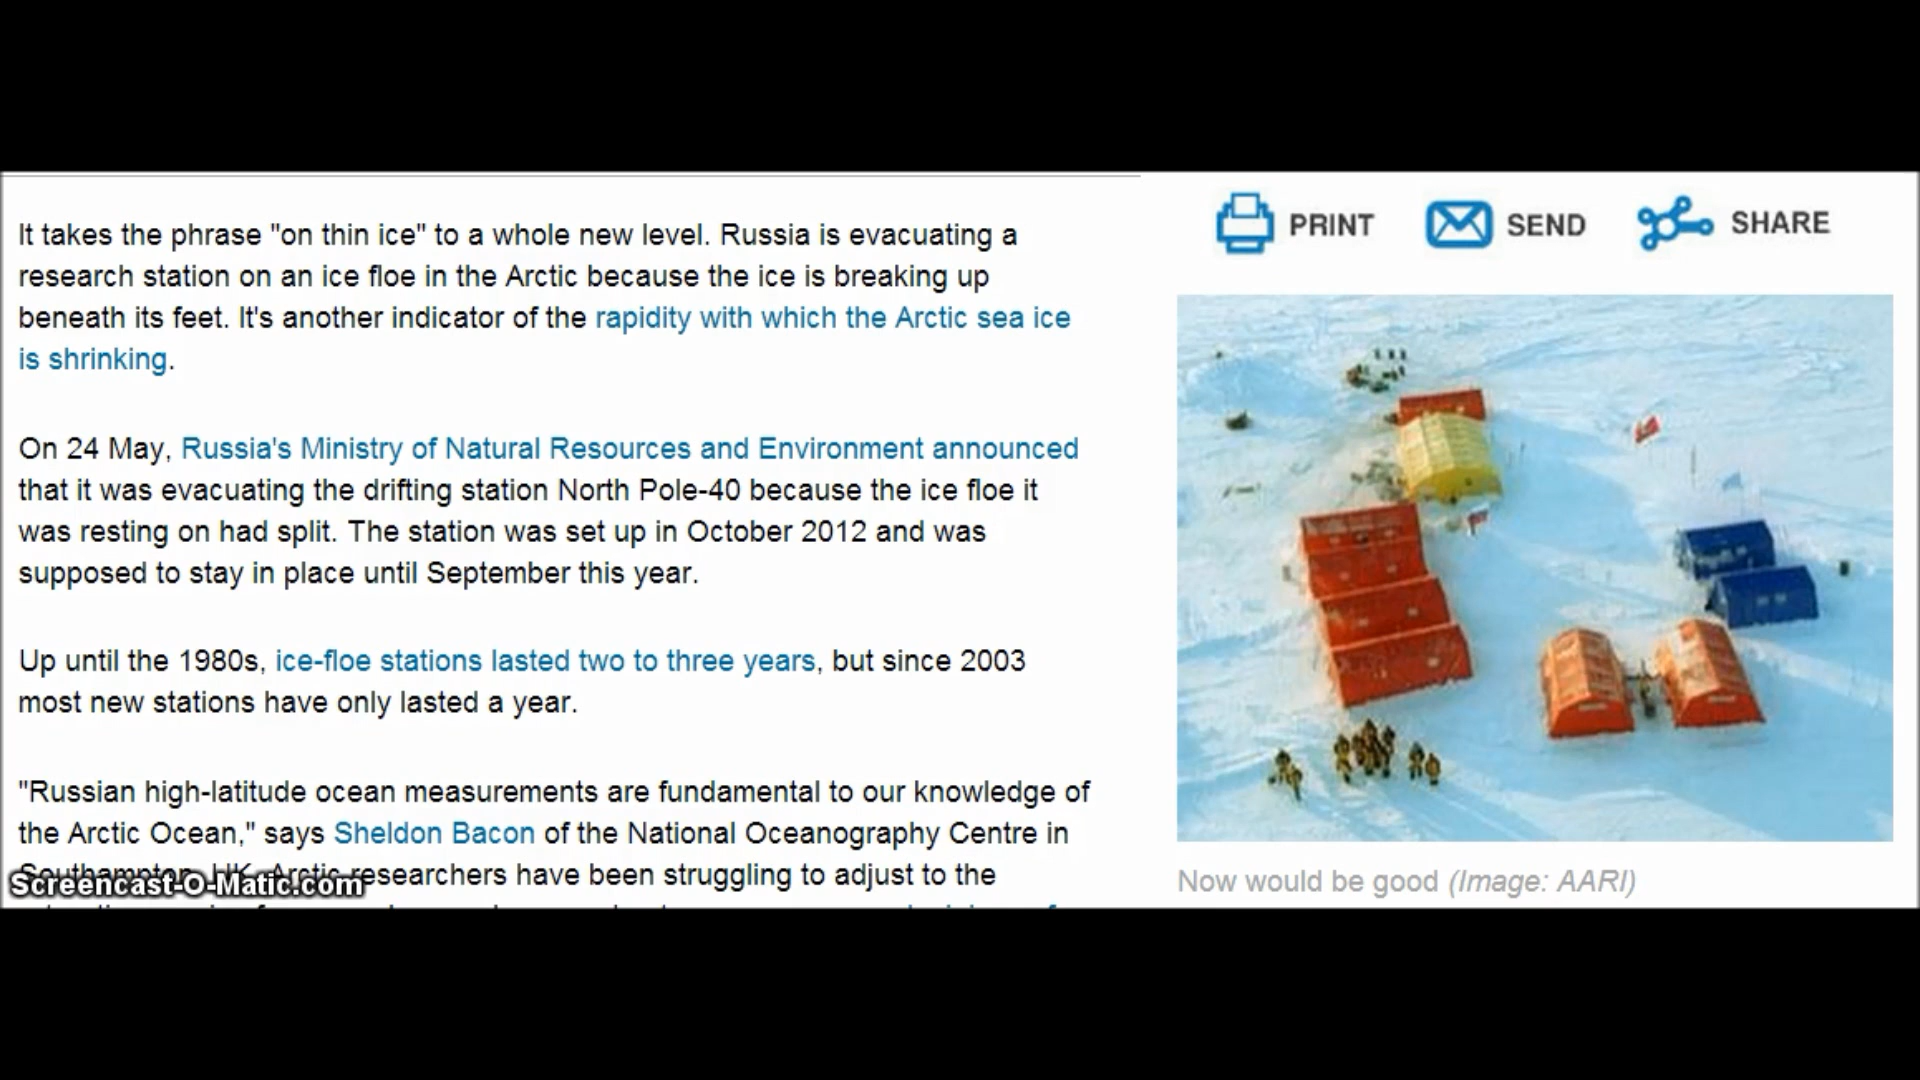 It takes the phrase "on thin ice" to a whole new level. Russia is evacuating a
research station on an ice floe in the Arctic because the ice is breaking up
beneath its feet. It's another indicator of the rapidity with which the Arctic sea ice
is shrinking.
On 24 May, Russia's Ministry of Natural Resources and Environment announced
that it was evacuating the drifting station North Pole-40 because the ice floe it
was resting on had split. The station was set up in October 2012 and was
supposed to stay in place until September this year.
Up until the 1980s, ice-floe stations lasted two to three years, but since 2003
most new stations have only lasted a year.
"Russian high-latitude ocean measurements are fundamental to our knowledge of
the Arctic Ocean," says Sheldon Bacon of the National Oceanography Centre in
Southampton, UK. Arctic researchers have been struggling to adjust to the
Screencast-O-Matic.com
PRINT SEND SHARE
Now would be good (Image: AARI)